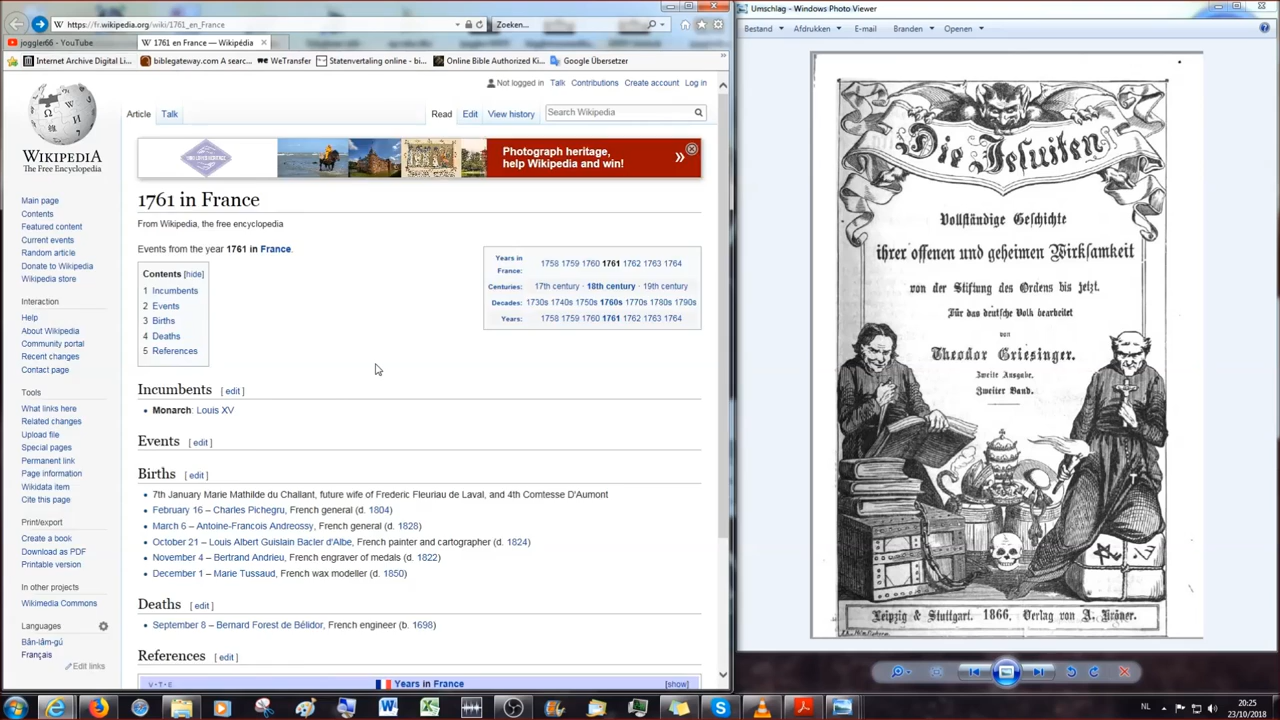 https://fr.wikipedia.org/wiki/1761_en_France
Zoeken...
joggler66 - YouTube
W 1761 en France — Wikipédia
Internet Archive Digital Li...
biblegateway.com A searc...
WeTransfer
Statenvertaling online - bi...
Online Bible Authorized Ki...
Google Übersetzer
Not logged in Talk Contributions Create account Log in
Article Talk Read Edit View history Search Wikipedia
WIKIPEDIA
The Free Encyclopedia
Photograph heritage,
help Wikipedia and win!
Main page
Contents
Featured content
Current events
Random article
Donate to Wikipedia
Wikipedia store
Interaction
Help
About Wikipedia
Community portal
Recent changes
Contact page
Tools
What links here
Related changes
Upload file
Special pages
Permanent link
Page information
Wikidata item
Cite this page
Print/export
Create a book
Download as PDF
Printable version
In other projects
Wikimedia Commons
Languages
Bân-lâm-gú
Français
Edit links
1761 in France
From Wikipedia, the free encyclopedia
Events from the year 1761 in France.
Contents [hide]
1 Incumbents
2 Events
3 Births
4 Deaths
5 References
Years in France: 1758 1759 1760 1761 1762 1763 1764
Centuries: 17th century · 18th century · 19th century
Decades: 1730s 1740s 1750s 1760s 1770s 1780s 1790s
Years: 1758 1759 1760 1761 1762 1763 1764
Incumbents [ edit ]
• Monarch: Louis XV
Events [ edit ]
Births [ edit ]
• 7th January Marie Mathilde du Challant, future wife of Frederic Fleuriau de Laval, and 4th Comtesse D'Aumont
• February 16 – Charles Pichegru, French general (d. 1804)
• March 6 – Antoine-Francois Andreossy, French general (d. 1828)
• October 21 – Louis Albert Guislain Bacler d'Albe, French painter and cartographer (d. 1824)
• November 4 – Bertrand Andrieu, French engraver of medals (d. 1822)
• December 1 – Marie Tussaud, French wax modeller (d. 1850)
Deaths [ edit ]
• September 8 – Bernard Forest de Bélidor, French engineer (b. 1698)
References [ edit ]
V · T · E Years in France [show]
Umschlag - Windows Photo Viewer
Bestand Afdrukken E-mail Branden Openen
Die Jesuiten
Vollständige Geschichte
ihrer offenen und geheimen Wirksamkeit
von der Stiftung des Ordens bis jetzt.
Für das deutsche Volk bearbeitet
von
Theodor Griesinger.
Zweite Ausgabe.
Zweiter Band.
Leipzig & Stuttgart. 1866. Verlag von A. Kröner.
NL
20:25
23/10/2018